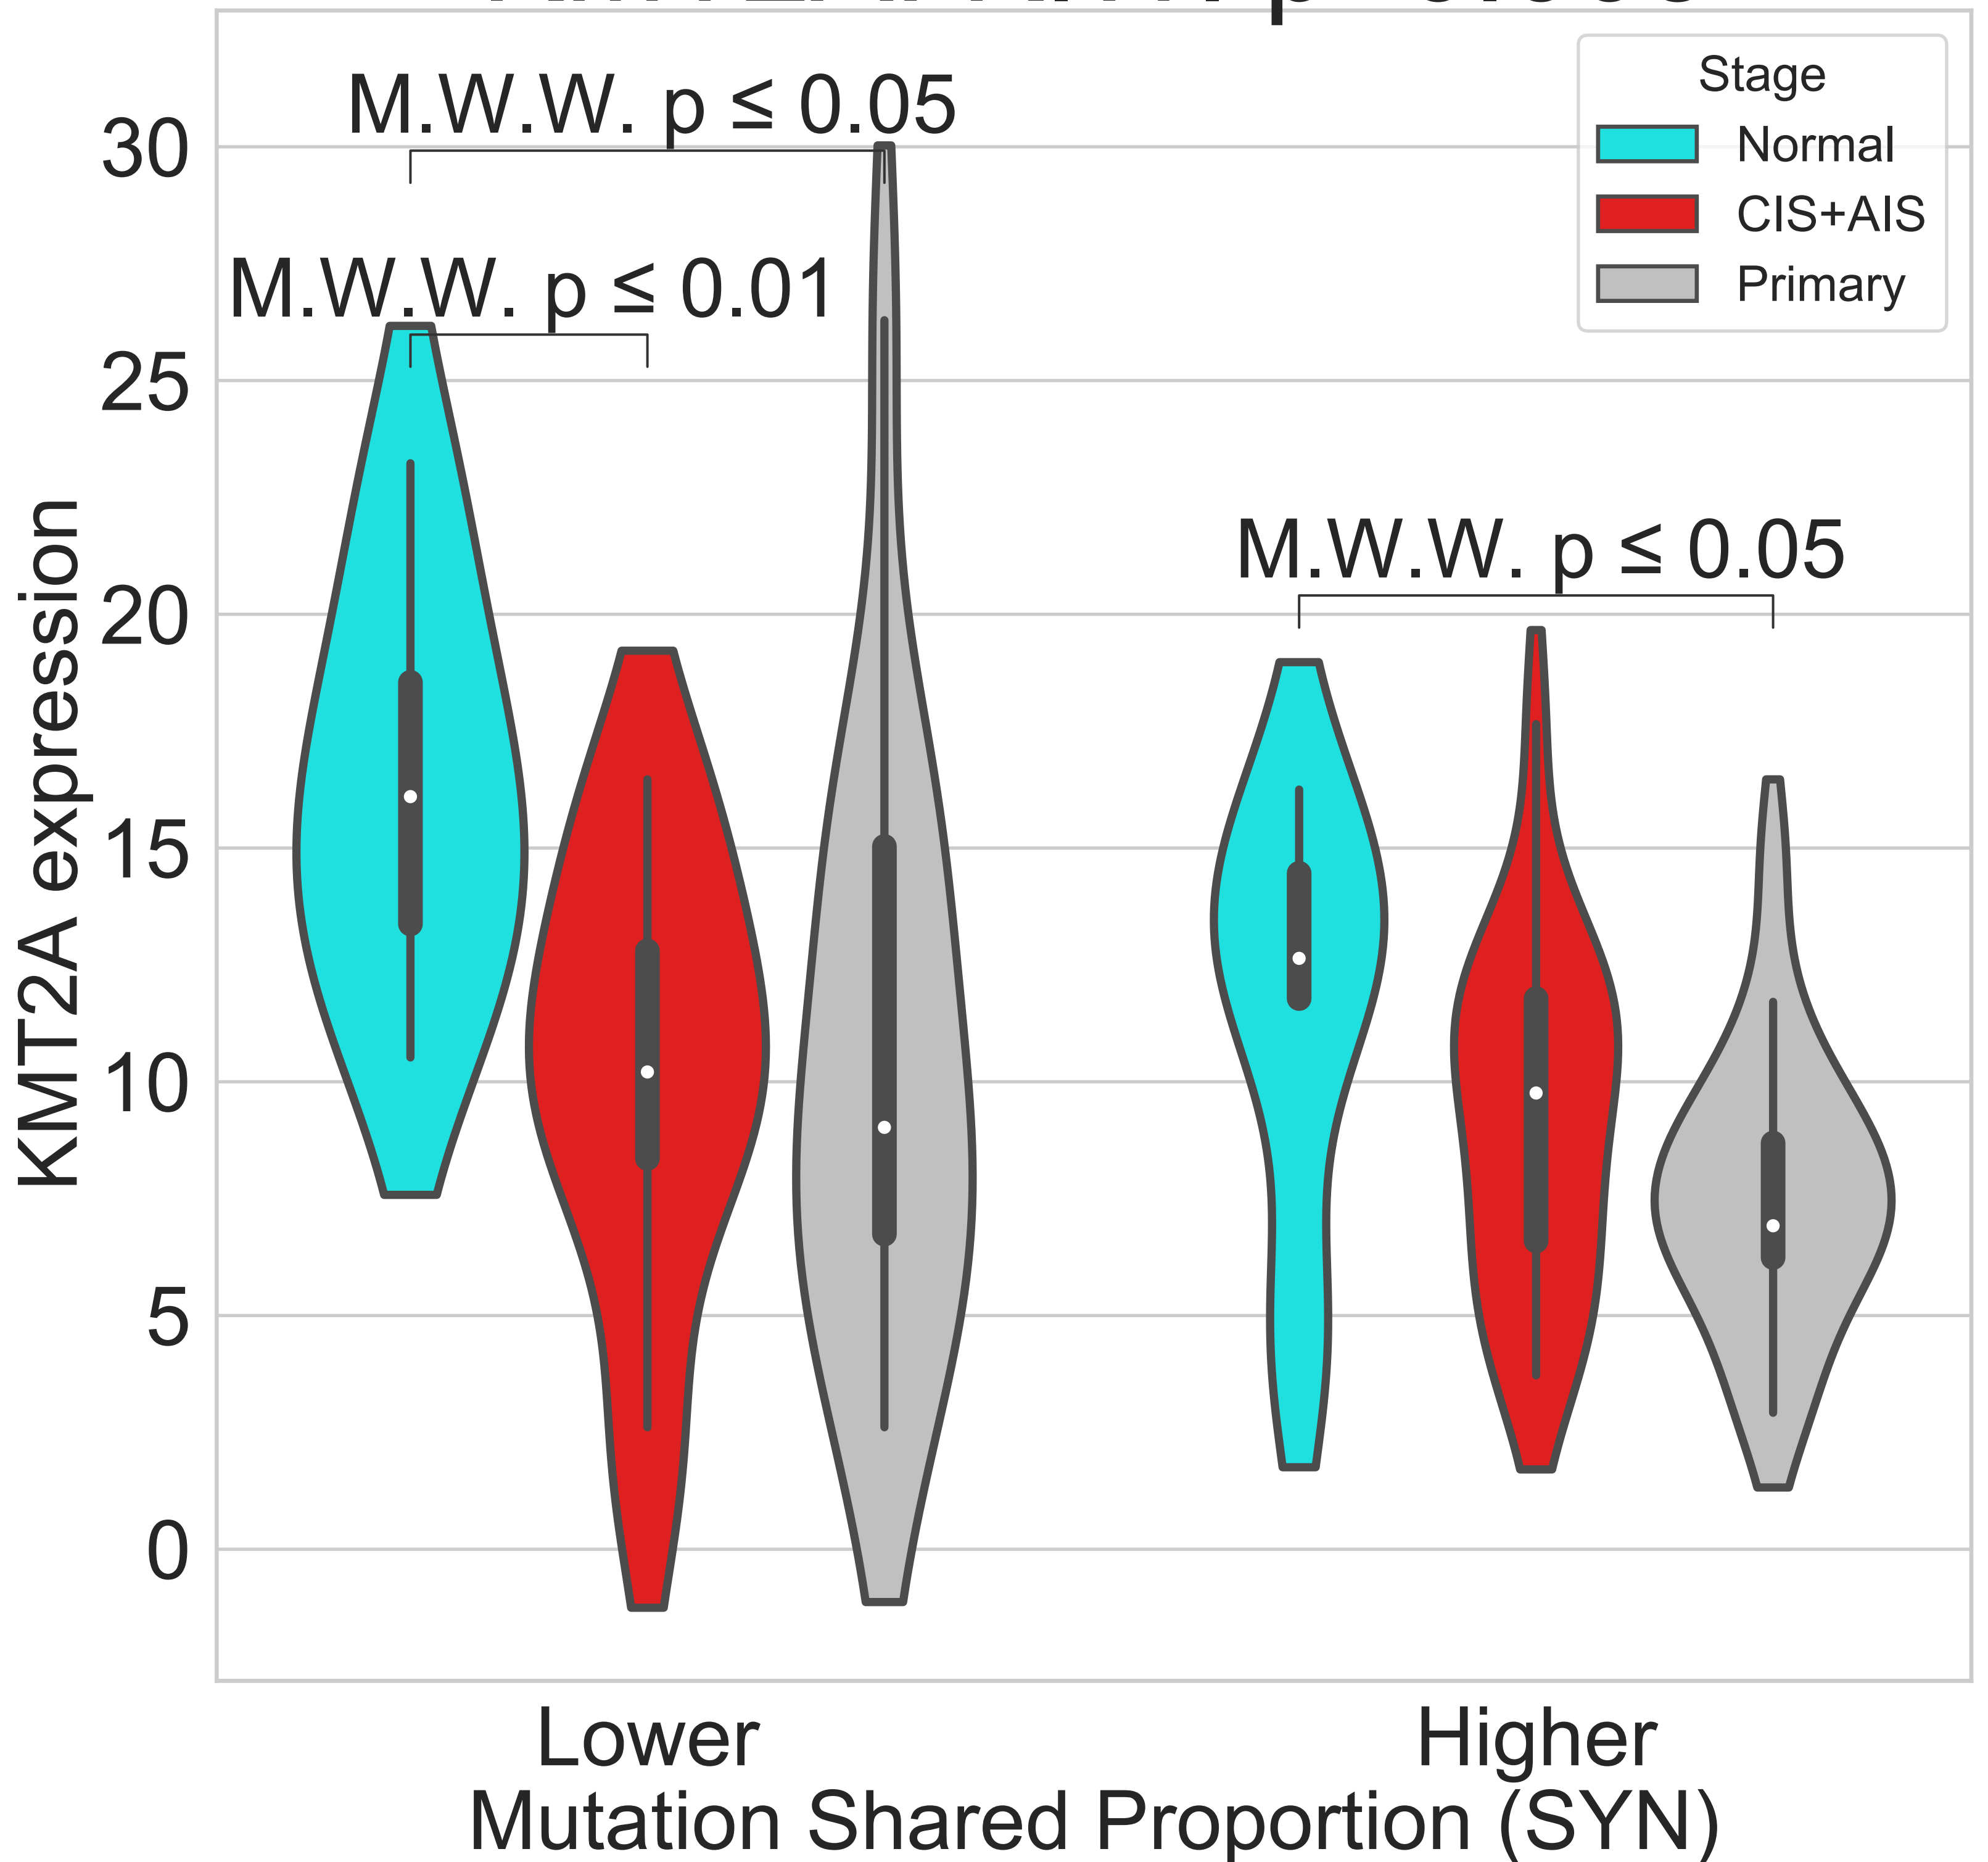 M.W.W. p ≤ 0.05
M.W.W. p ≤ 0.01
M.W.W. p ≤ 0.05
Stage
Normal
CIS+AIS
Primary
KMT2A expression
30
25
20
15
10
5
0
Lower
Higher
Mutation Shared Proportion (SYN)